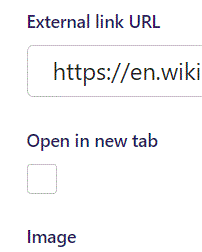 External link URL
https://en.wiki
Open in new tab
Image